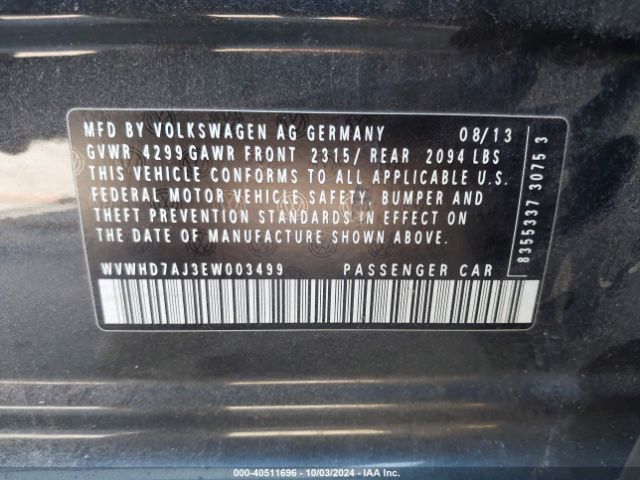 MFD BY VOLKSWAGEN AG GERMANY 08/13
GVWR 4299 GAWR FRONT 2315/ REAR 2094 LBS
THIS VEHICLE CONFORMS TO ALL APPLICABLE U.S.
FEDERAL MOTOR VEHICLE SAFETY, BUMPER AND
THEFT PREVENTION STANDARDS IN EFFECT ON
THE DATE OF MANUFACTURE SHOWN ABOVE.
WVWHD7AJ3EW003499 PASSENGER CAR
8355337 3075 3
000-40511696 - 10/03/2024 - IAA Inc.